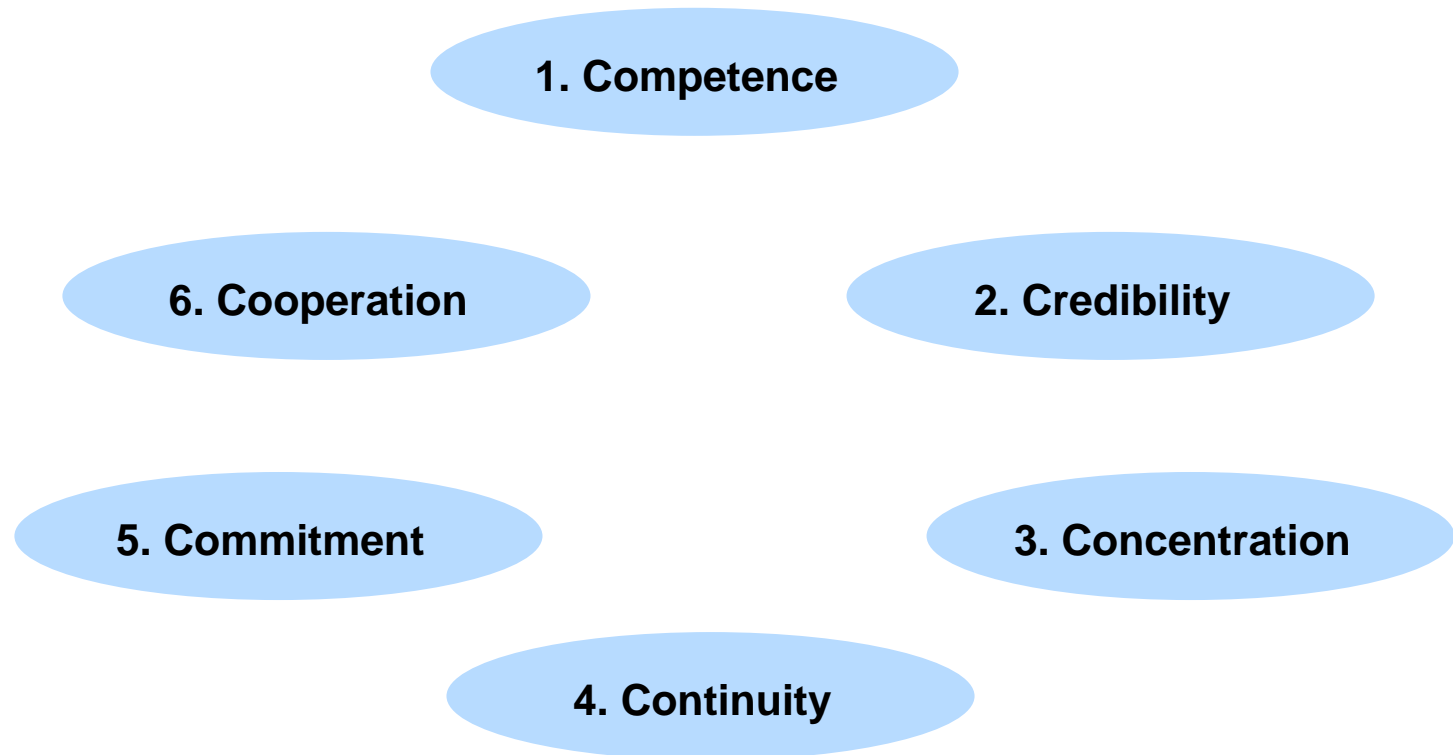 1. Competence
2. Credibility
3. Concentration
4. Continuity
5. Commitment
6. Cooperation